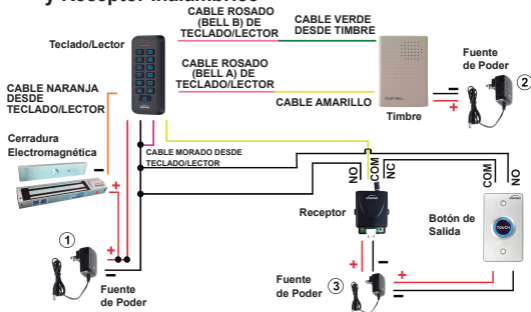 y Receptor Inalámbrico
Teclado/Lector
CABLE ROSADO
(BELL B) DE
TECLADO/LECTOR
CABLE VERDE
DESDE TIMBRE
Fuente
de Poder
2
CABLE ROSADO
(BELL A) DE
TECLADO/LECTOR
CABLE AMARILLO
Timbre
CABLE NARANJA
DESDE
TECLADO/LECTOR
Cerradura
Electromagnética
CABLE MORADO DESDE
TECLADO/LECTOR
NO
COM
NC
COM
NO
Receptor
Botón de
Salida
TOUCH
1
Fuente
de Poder
Fuente
de Poder
3